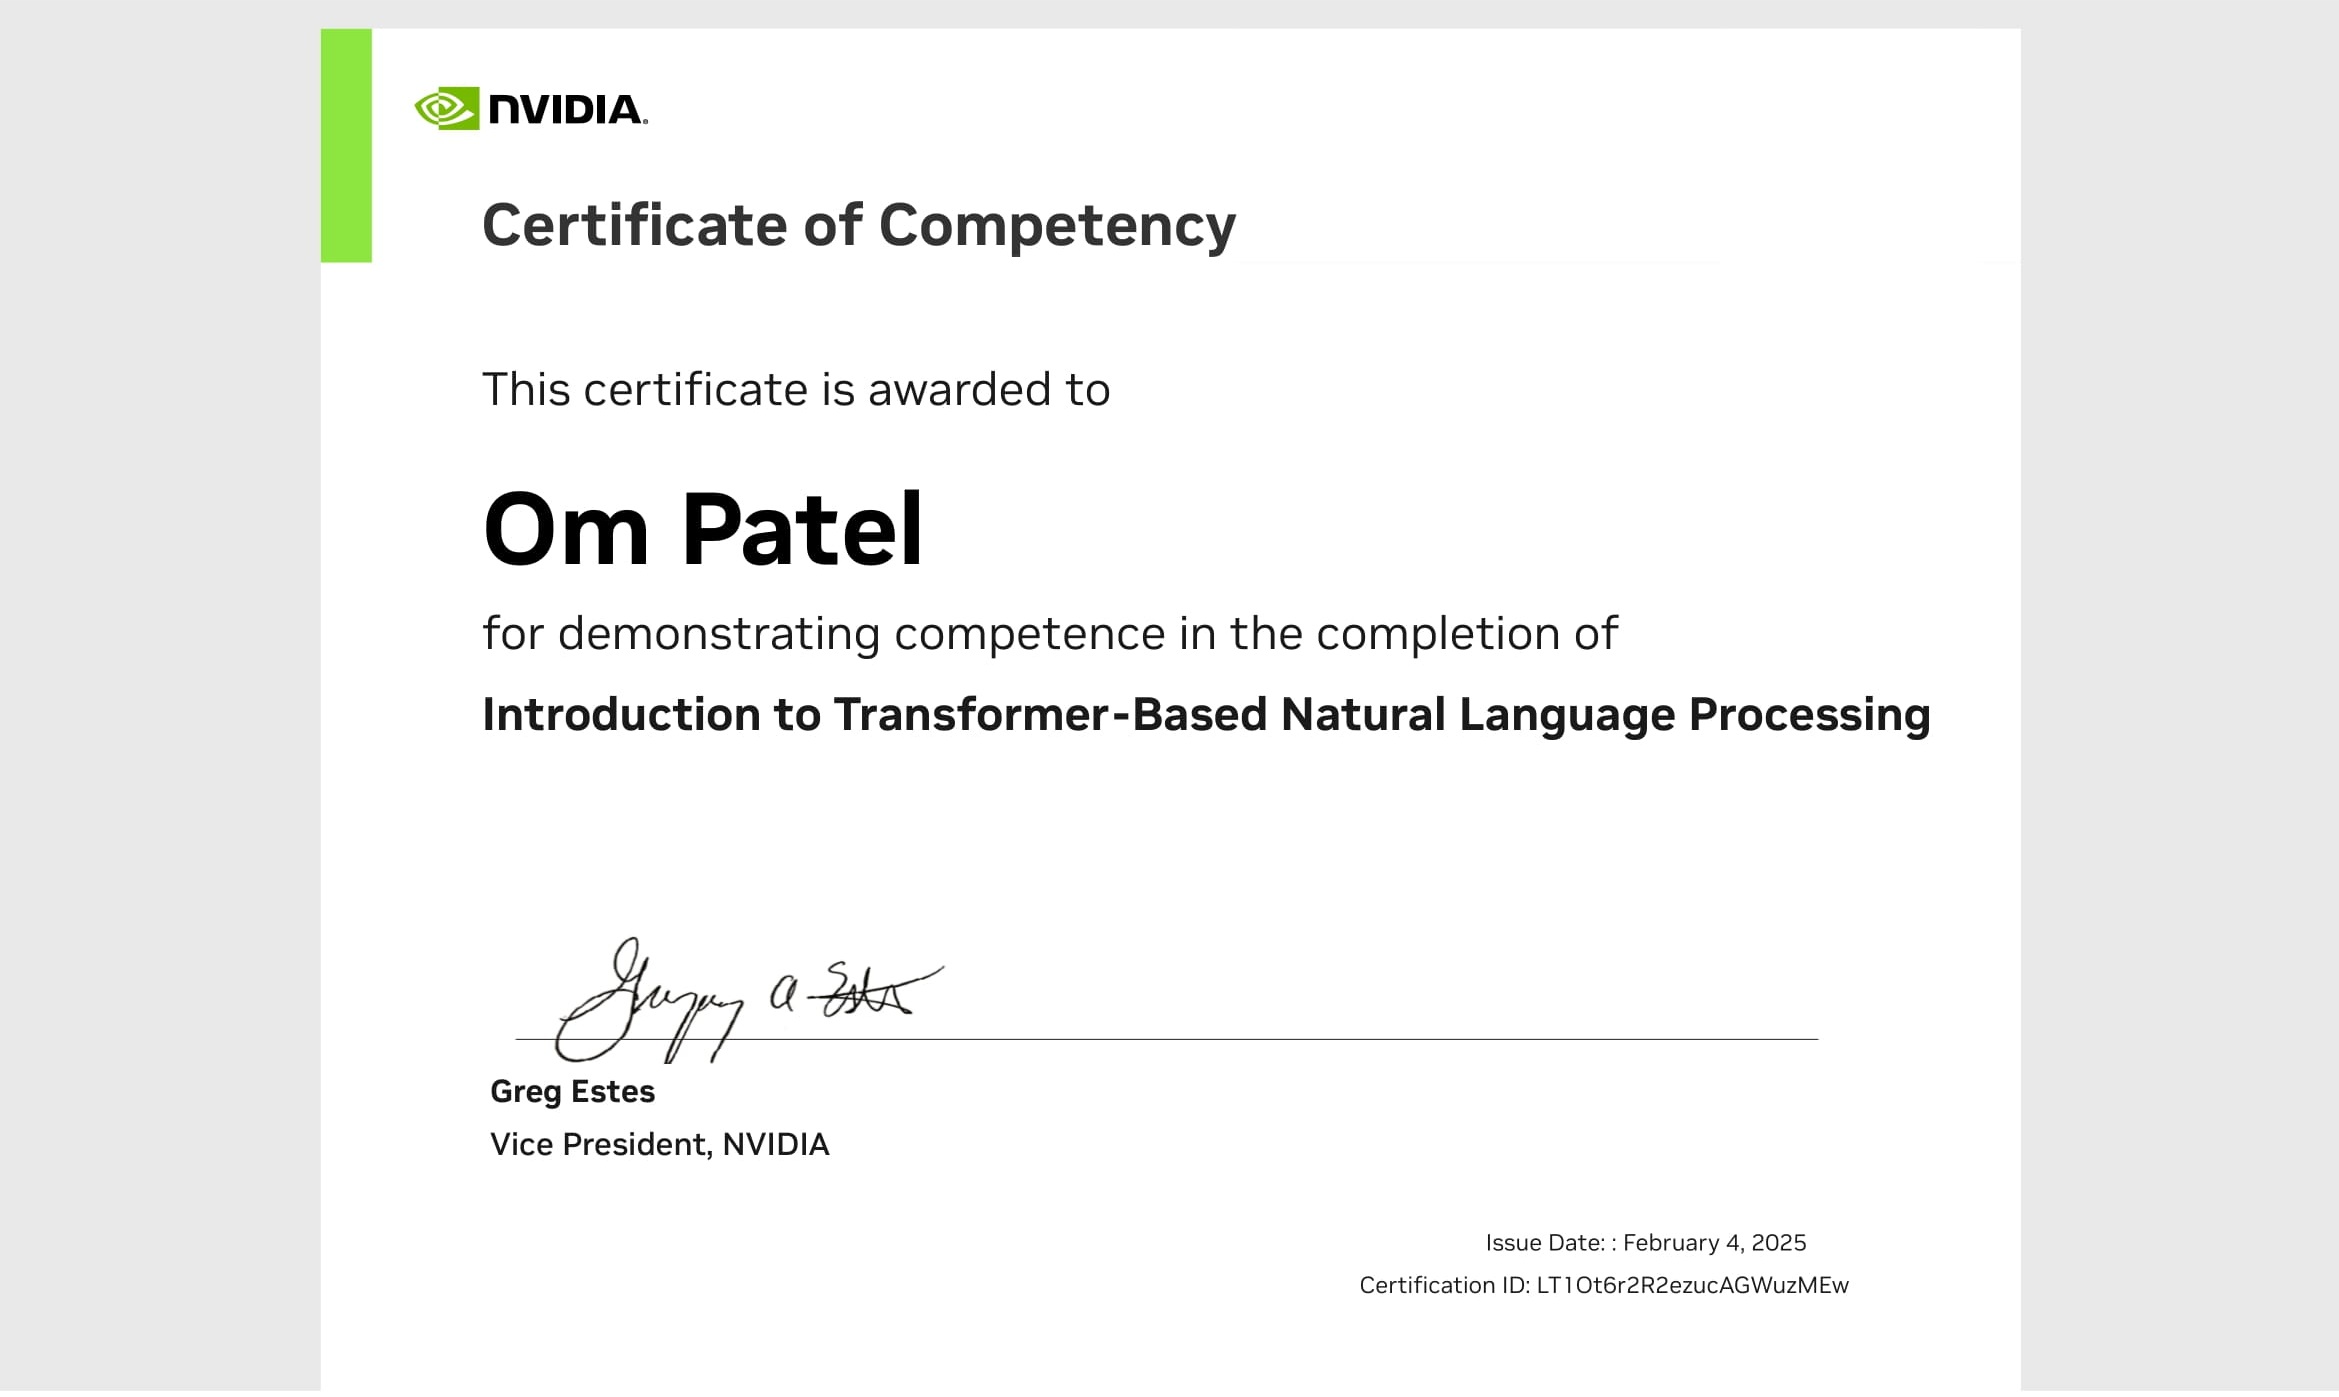 NVIDIA.
Certificate of Competency
This certificate is awarded to
Om Patel
for demonstrating competence in the completion of
Introduction to Transformer-Based Natural Language Processing
Gregory A Estes
Greg Estes
Vice President, NVIDIA
Issue Date: : February 4, 2025
Certification ID: LT1Ot6r2R2ezucAGWuzMEw